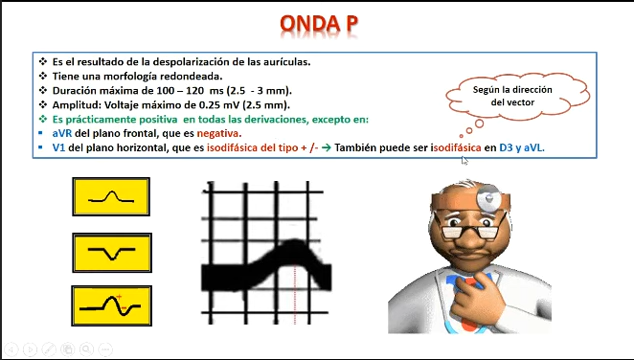 ONDA P
❖ Es el resultado de la despolarización de las aurículas.
❖ Tiene una morfología redondeada.
❖ Duración máxima de 100 – 120 ms (2.5 - 3 mm).
❖ Amplitud: Voltaje máximo de 0.25 mV (2.5 mm).
❖ Es prácticamente positiva en todas las derivaciones, excepto en:
▪ aVR del plano frontal, que es negativa.
▪ V1 del plano horizontal, que es isodifásica del tipo + /- → También puede ser isodifásica en D3 y aVL.
Según la dirección
del vector
+
-